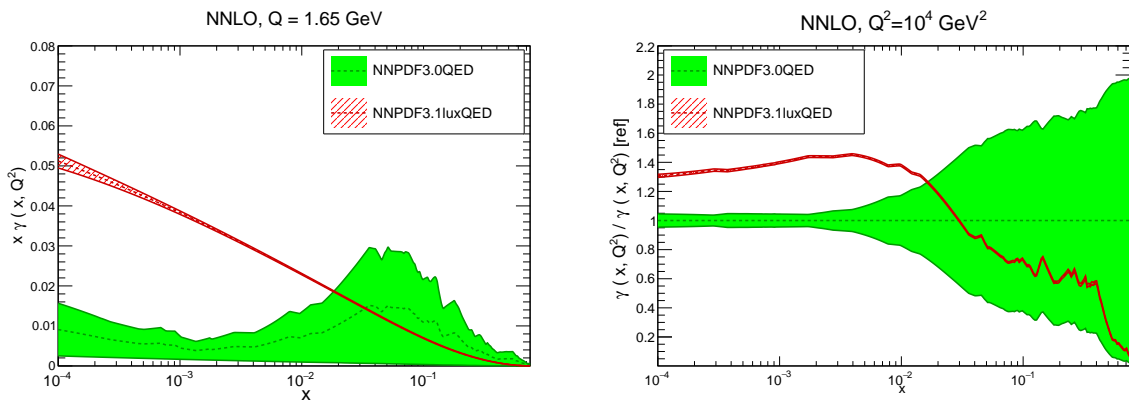 NNLO, Q = 1.65 GeV
0.08
0.07
0.06
0.05
0.04
0.03
0.02
0.01
0
x γ ( x, Q²)
NNPDF3.0QED
NNPDF3.1luxQED
10⁻⁴
10⁻³
10⁻²
10⁻¹
x
NNLO, Q²=10⁴ GeV²
2
1.8
1.6
1.4
1.2
1
0.8
0.6
0.4
0.2
γ ( x, Q²) / γ ( x, Q²) [ref]
NNPDF3.0QED
NNPDF3.1luxQED
10⁻⁴
10⁻³
10⁻²
10⁻¹
x